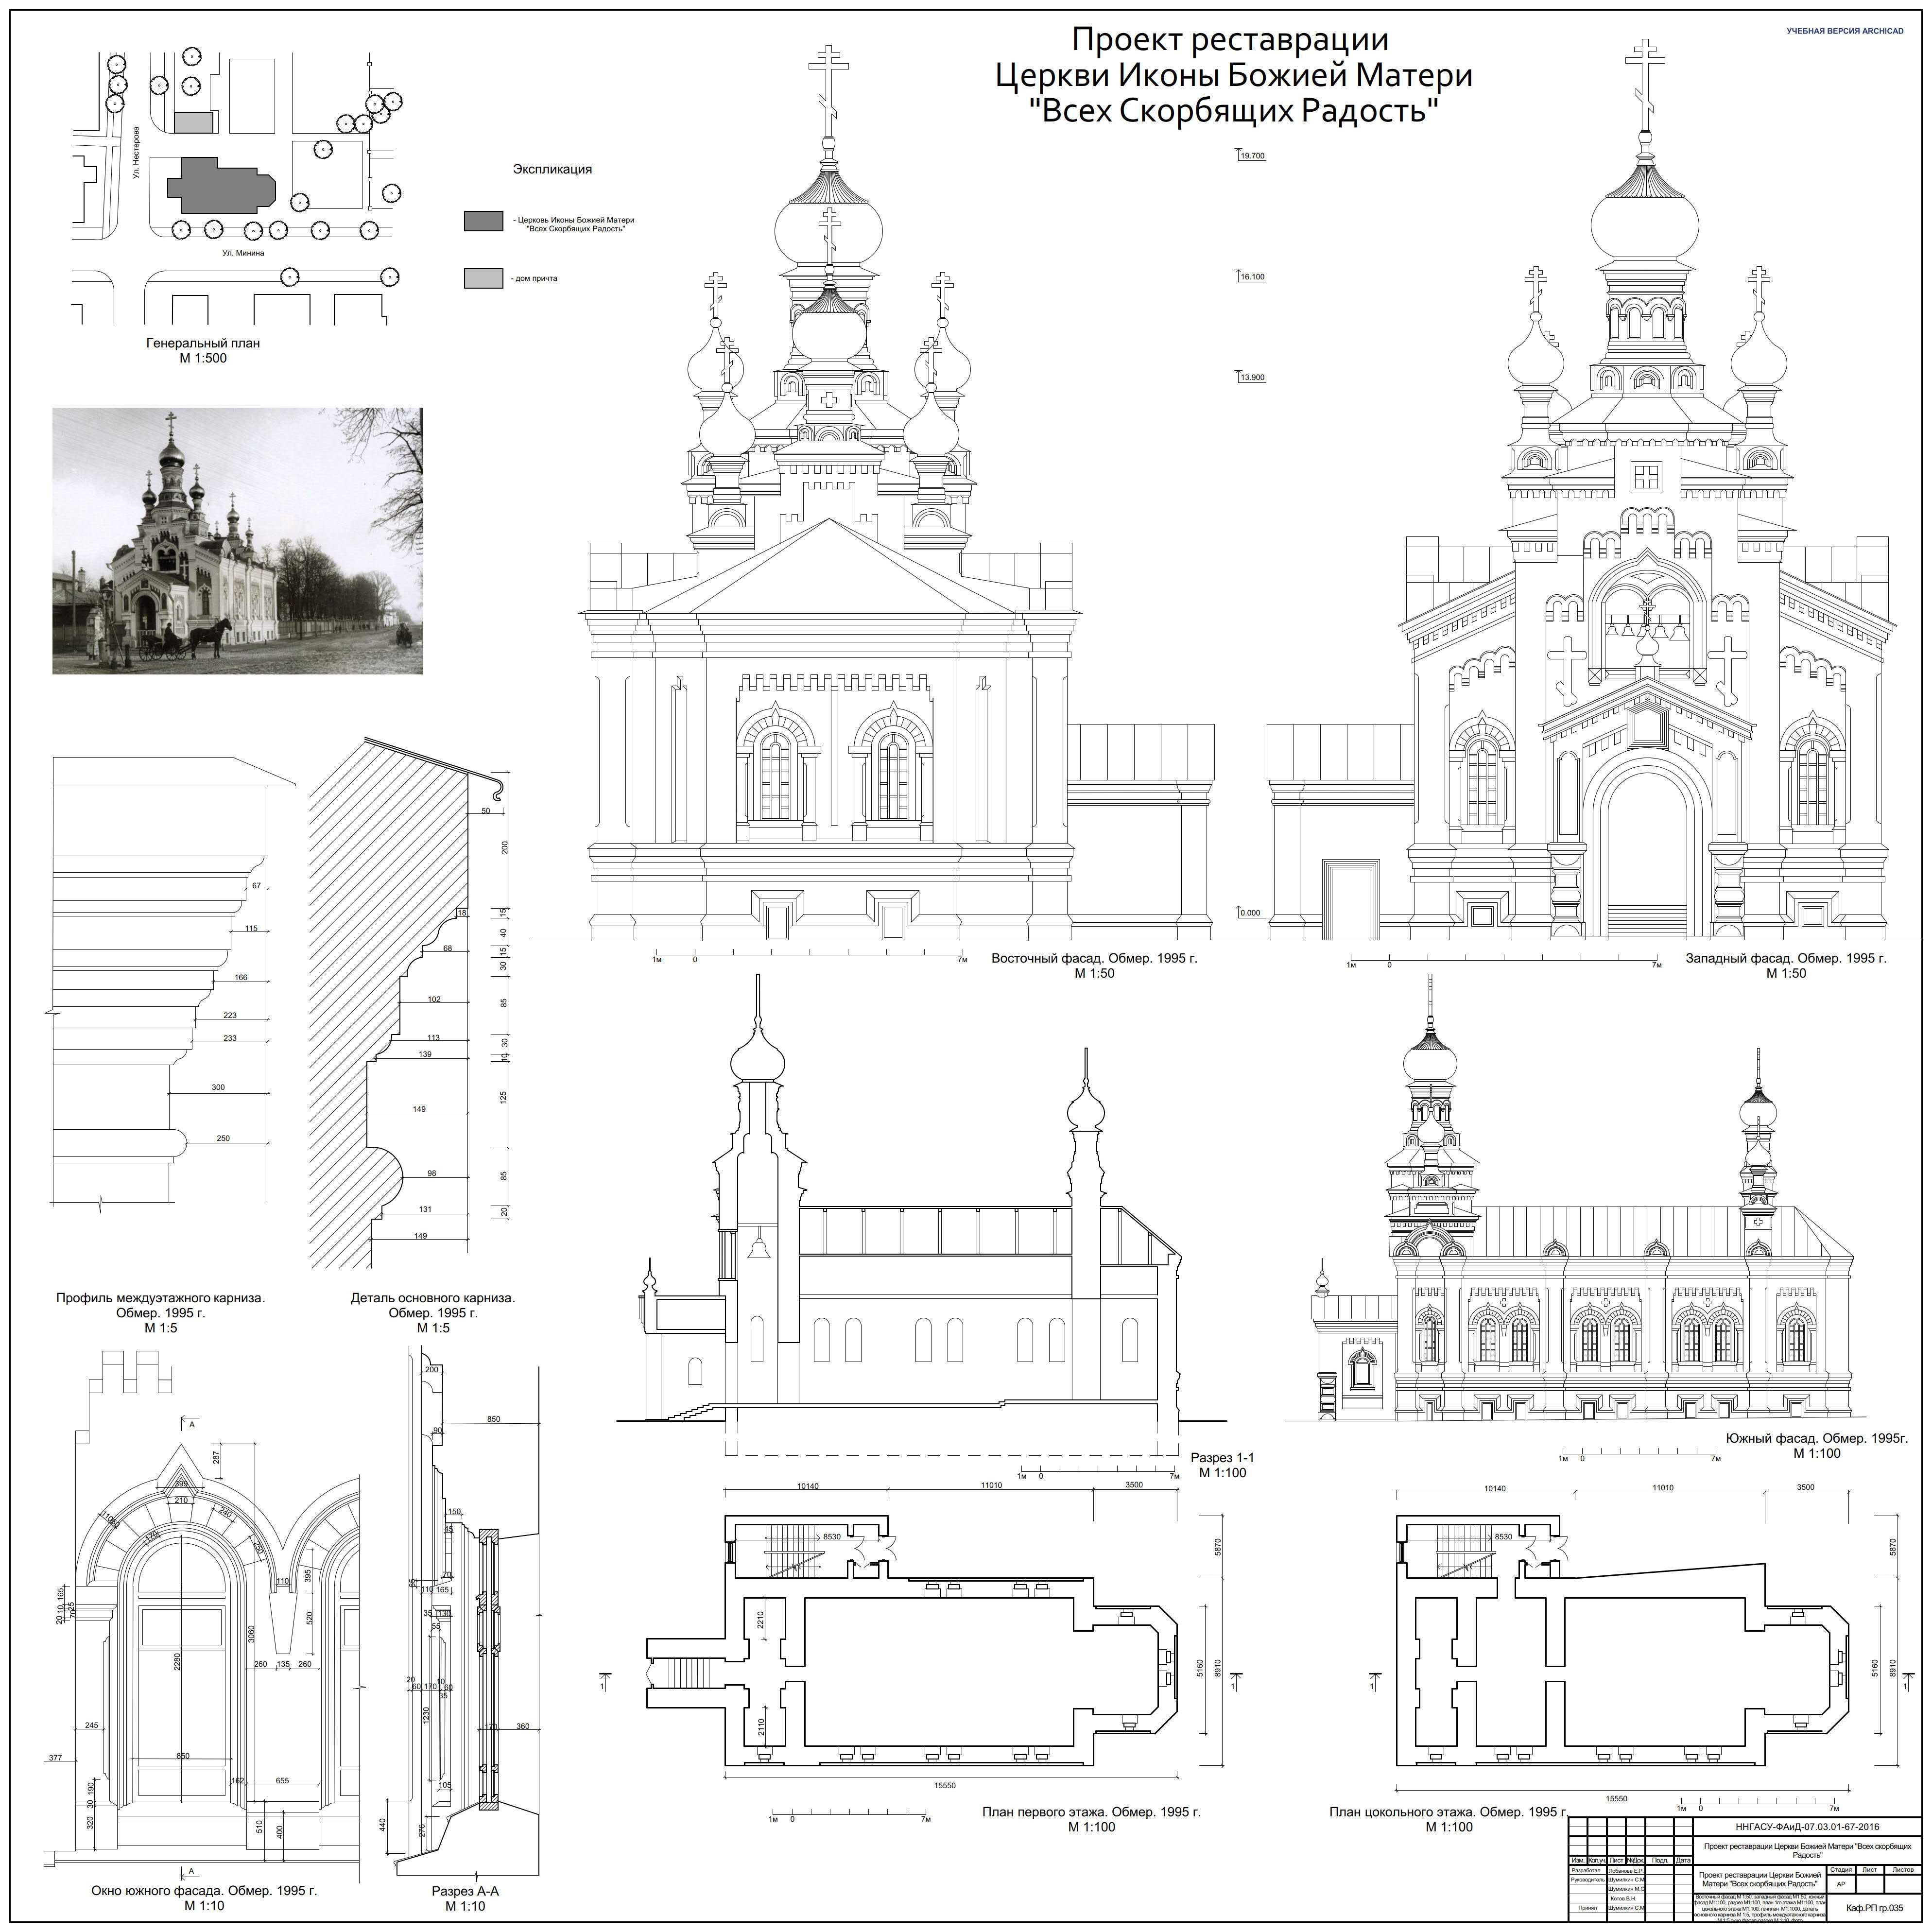 УЧЕБНАЯ ВЕРСИЯ ARCHICAD
Проект реставрации
Церкви Иконы Божией Матери
"Всех Скорбящих Радость"
Ул. Нестерова
Ул. Минина
Генеральный план
М 1:500
Экспликация
- Церковь Иконы Божией Матери
"Всех Скорбящих Радость"
- дом причта
19.700
16.100
13.900
0.000
1м 0 7м
Восточный фасад. Обмер. 1995 г.
М 1:50
1м 0 7м
Западный фасад. Обмер. 1995 г.
М 1:50
67
115
166
223
233
300
250
Профиль междуэтажного карниза.
Обмер. 1995 г.
М 1:5
50
200
18
15
40
68
15
30
102
85
113
30
139
10
125
149
98
85
131
20
149
Деталь основного карниза.
Обмер. 1995 г.
М 1:5
Разрез 1-1
М 1:100
1м 0 7м
Южный фасад. Обмер. 1995г.
М 1:100
1м 0 7м
А
287
399
210
240
170
250
110
395
165
10
20
25
70
520
3060
2280
260 135 260
245
377
850
162
655
190
30
320
510
400
А
Окно южного фасада. Обмер. 1995 г.
М 1:10
200
850
90
150
45
70
65
110 165
35 130
55
20
60 170
10
80
35
1230
170
360
105
440
276
Разрез А-А
М 1:10
10140
11010
3500
8530
5870
2210
5160
8910
1
1
2110
15550
1м 0 7м
План первого этажа. Обмер. 1995 г.
М 1:100
10140
11010
3500
8530
5870
5160
8910
1
1
15550
1м 0 7м
План цокольного этажа. Обмер. 1995 г.
М 1:100
ННГАСУ-ФАиД-07.03.01-67-2016
Проект реставрации Церкви Божией Матери "Всех скорбящих
Радость"
Изм. Кол.уч Лист №Док. Подп. Дата
Разработал Лобанова Е.Р.
Руководитель Шумилкин С.М
Шумилкин М.С
Котов В.Н.
Принял Шумилкин С.М
Проект реставрации Церкви Божией
Матери "Всех скорбящих Радость"
Стадия Лист Листов
АР
Восточный фасад М 1:50, западный фасад М1:50, южный
фасад М1:100, разрез М1:100, план 1го этажа М1:100, план
цокольного этажа М1:100, генплан М1:1000, деталь
основного карниза М 1:5, профиль междуэтажного карниза
Каф.РП гр.035